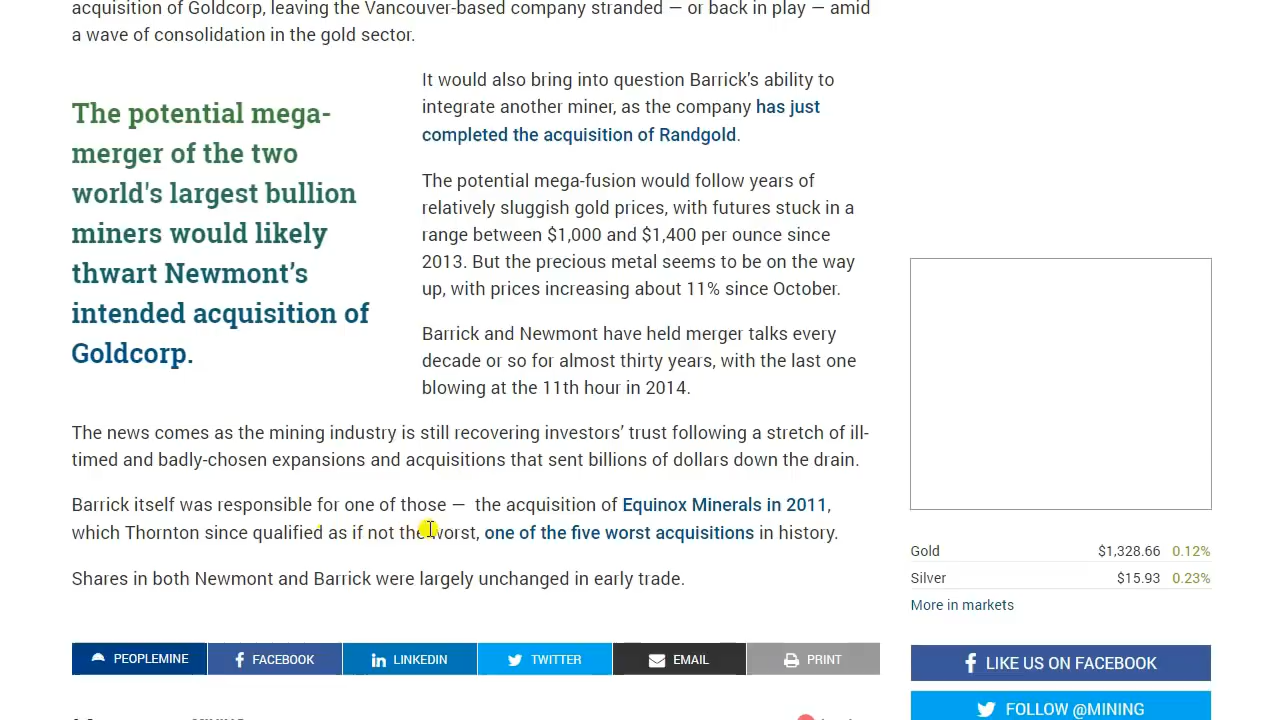 acquisition of Goldcorp, leaving the Vancouver-based company stranded — or back in play — amid
a wave of consolidation in the gold sector.
The potential mega-
merger of the two
world's largest bullion
miners would likely
thwart Newmont’s
intended acquisition of
Goldcorp.
It would also bring into question Barrick’s ability to
integrate another miner, as the company has just
completed the acquisition of Randgold.
The potential mega-fusion would follow years of
relatively sluggish gold prices, with futures stuck in a
range between $1,000 and $1,400 per ounce since
2013. But the precious metal seems to be on the way
up, with prices increasing about 11% since October.
Barrick and Newmont have held merger talks every
decade or so for almost thirty years, with the last one
blowing at the 11th hour in 2014.
The news comes as the mining industry is still recovering investors’ trust following a stretch of ill-
timed and badly-chosen expansions and acquisitions that sent billions of dollars down the drain.
Barrick itself was responsible for one of those —  the acquisition of Equinox Minerals in 2011,
which Thornton since qualified as if not the worst, one of the five worst acquisitions in history.
Shares in both Newmont and Barrick were largely unchanged in early trade.
PEOPLEMINE
FACEBOOK
LINKEDIN
TWITTER
EMAIL
PRINT
Gold $1,328.66 0.12%
Silver $15.93 0.23%
More in markets
LIKE US ON FACEBOOK
FOLLOW @MINING